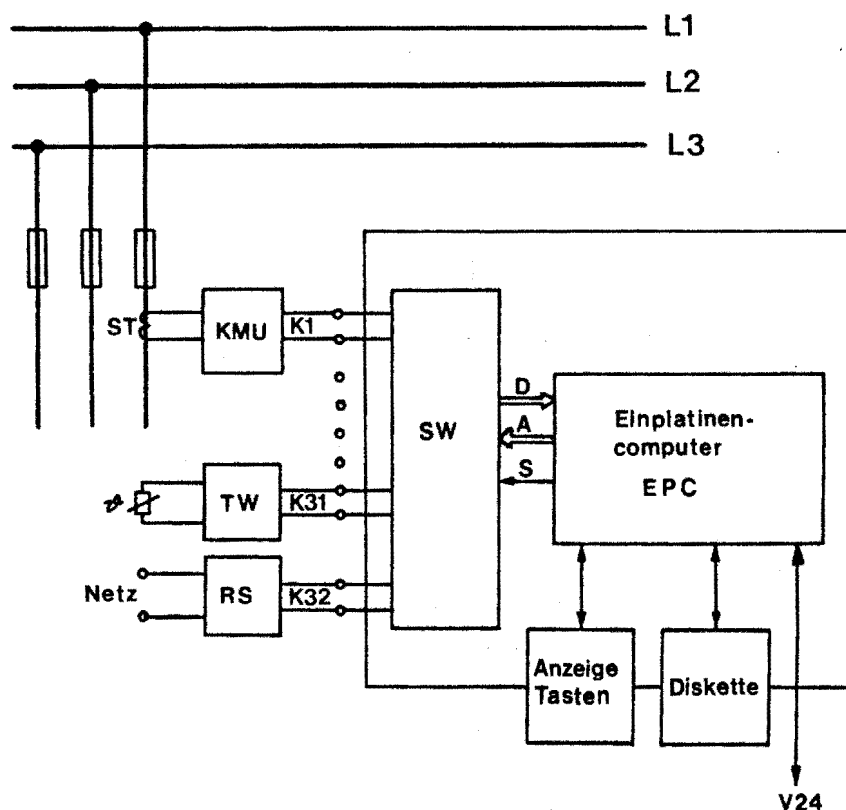 L1
L2
L3
ST
KMU
K1
SW
D
A
S
Einplatinen-
computer
EPC
ϑ
TW
K31
Netz
RS
K32
Anzeige
Tasten
Diskette
V24